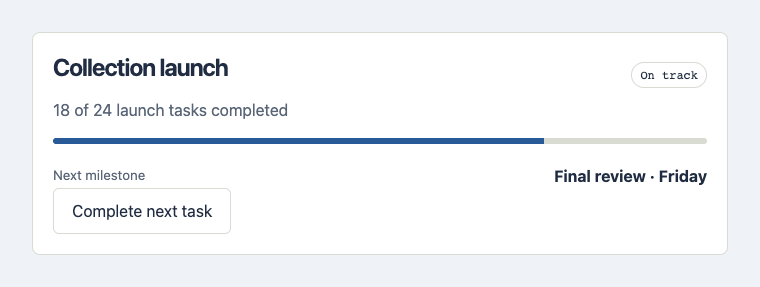 Collection launch
On track
18 of 24 launch tasks completed
Next milestone
Final review · Friday
Complete next task